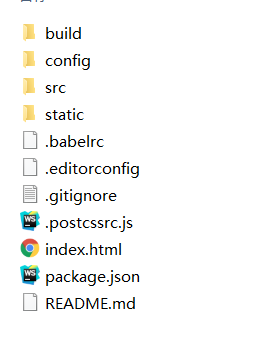 build
config
src
static
.babelrc
.editorconfig
.gitignore
.postcssrc.js
index.html
package.json
README.md